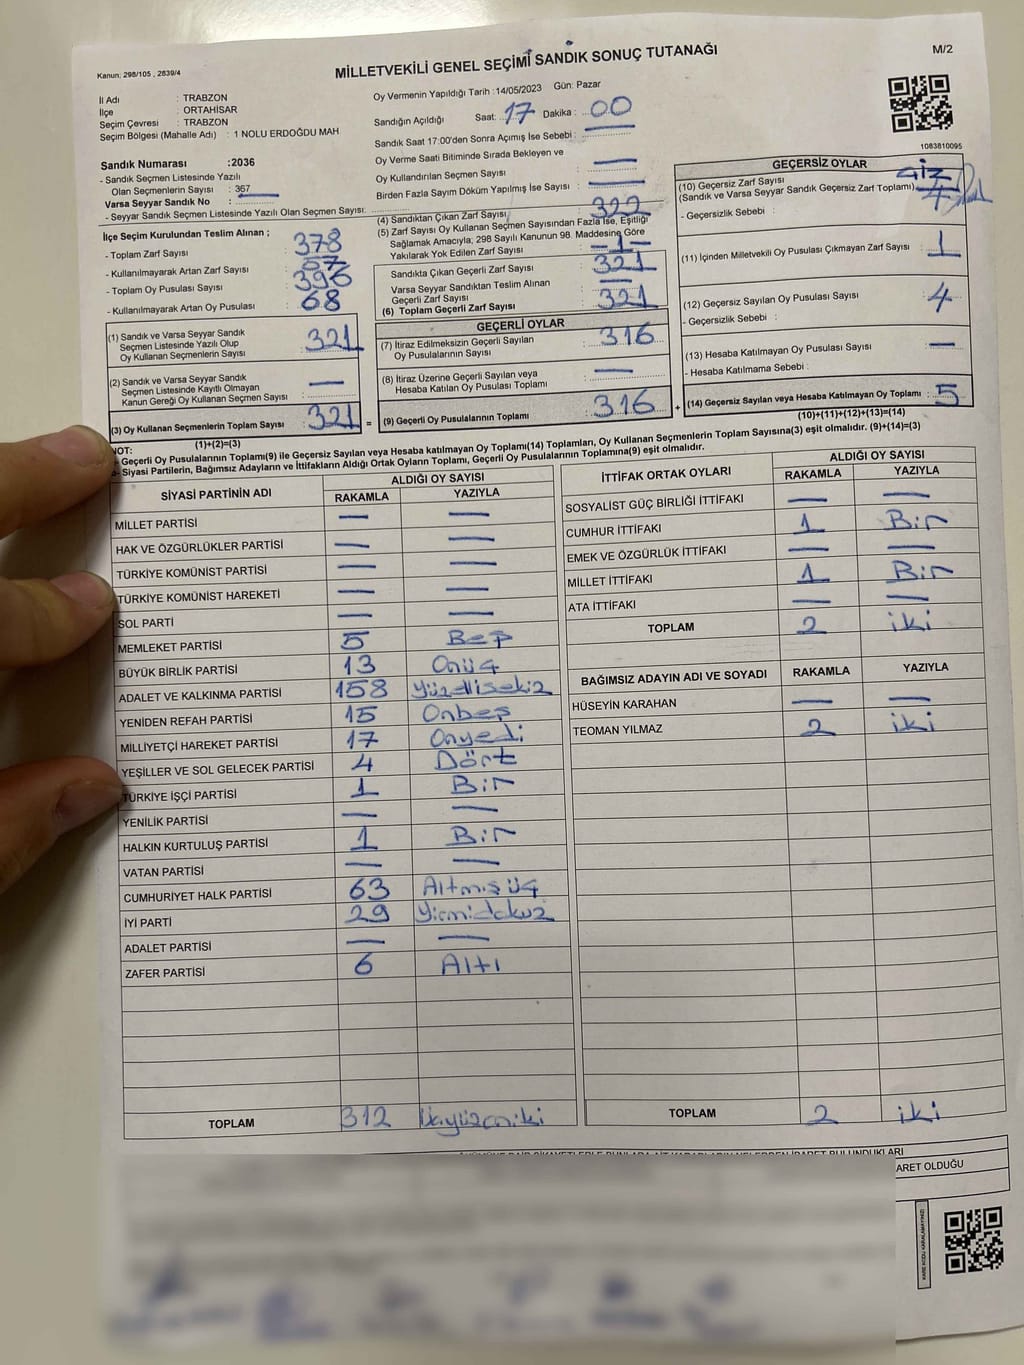 Kanun: 298/105 , 2839/4
MİLLETVEKİLİ GENEL SEÇİMİ SANDIK SONUÇ TUTANAĞI
M/2
İl Adı : TRABZON
İlçe : ORTAHİSAR
Seçim Çevresi : TRABZON
Seçim Bölgesi (Mahalle Adı) : 1 NOLU ERDOĞDU MAH
Oy Vermenin Yapıldığı Tarih : 14/05/2023 Gün: Pazar
Sandığın Açıldığı Saat: 17 Dakika : 00
Sandık Saat 17:00'den Sonra Açımış İse Sebebi : —
Oy Verme Saati Bitiminde Sırada Bekleyen ve
Oy Kullandırılan Seçmen Sayısı : —
Birden Fazla Sayım Döküm Yapılmış İse Sayısı : —
1083810095
Sandık Numarası :2036
- Sandık Seçmen Listesinde Yazılı
Olan Seçmenlerin Sayısı : 367
Varsa Seyyar Sandık No : —
- Seyyar Sandık Seçmen Listesinde Yazılı Olan Seçmen Sayısı:
İlçe Seçim Kurulundan Teslim Alınan ;
- Toplam Zarf Sayısı : 378
- Kullanılmayarak Artan Zarf Sayısı : 57
- Toplam Oy Pusulası Sayısı : 396
- Kullanılmayarak Artan Oy Pusulası : 68
(1) Sandık ve Varsa Seyyar Sandık
Seçmen Listesinde Yazılı Olup
Oy Kullanan Seçmenlerin Sayısı : 321
(2) Sandık ve Varsa Seyyar Sandık
Seçmen Listesinde Kayıtlı Olmayan
Kanun Gereği Oy Kullanan Seçmen Sayısı : —
(3) Oy Kullanan Seçmenlerin Toplam Sayısı : 321 =
(1)+(2)=(3)
(4) Sandıktan Çıkan Zarf Sayısı : 322
(5) Zarf Sayısı Oy Kullanan Seçmen Sayısından Fazla İse, Eşitliği
Sağlamak Amacıyla; 298 Sayılı Kanunun 98. Maddesine Göre
Yakılarak Yok Edilen Zarf Sayısı : —1—
Sandıkta Çıkan Geçerli Zarf Sayısı : 321
Varsa Seyyar Sandıktan Teslim Alınan
Geçerli Zarf Sayısı : —
(6) Toplam Geçerli Zarf Sayısı : 321
GEÇERLİ OYLAR
(7) İtiraz Edilmeksizin Geçerli Sayılan
Oy Pusulalarının Sayısı : 316
(8) İtiraz Üzerine Geçerli Sayılan veya
Hesaba Katılan Oy Pusulası Toplamı : —
(9) Geçerli Oy Pusulalarının Toplamı : 316 +
GEÇERSİZ OYLAR
(10) Geçersiz Zarf Sayısı
(Sandık ve Varsa Seyyar Sandık Geçersiz Zarf Toplamı)
- Geçersizlik Sebebi :
(11) İçinden Milletvekili Oy Pusulası Çıkmayan Zarf Sayısı : 1
(12) Geçersiz Sayılan Oy Pusulası Sayısı : 4
- Geçersizlik Sebebi :
(13) Hesaba Katılmayan Oy Pusulası Sayısı : —
- Hesaba Katılmama Sebebi :
(14) Geçersiz Sayılan veya Hesaba Katılmayan Oy Toplamı : 5
(10)+(11)+(12)+(13)=(14)
NOT:
- Geçerli Oy Pusulalarının Toplamı(9) ile Geçersiz Sayılan veya Hesaba katılmayan Oy Toplamı(14) Toplamları, Oy Kullanan Seçmenlerin Toplam Sayısına(3) eşit olmalıdır. (9)+(14)=(3)
- Siyasi Partilerin, Bağımsız Adayların ve İttifakların Aldığı Ortak Oyların Toplamı, Geçerli Oy Pusulalarının Toplamına(9) eşit olmalıdır.
SİYASİ PARTİNİN ADI ALDIĞI OY SAYISI
RAKAMLA YAZIYLA
MİLLET PARTİSİ — —
HAK VE ÖZGÜRLÜKLER PARTİSİ — —
TÜRKİYE KOMÜNİST PARTİSİ — —
TÜRKİYE KOMÜNİST HAREKETİ — —
SOL PARTİ — —
MEMLEKET PARTİSİ 5 Beş
BÜYÜK BİRLİK PARTİSİ 13 Onüç
ADALET VE KALKINMA PARTİSİ 158 Yüzellisekiz
YENİDEN REFAH PARTİSİ 15 Onbeş
MİLLİYETÇİ HAREKET PARTİSİ 17 Onyedi
YEŞİLLER VE SOL GELECEK PARTİSİ 4 Dört
TÜRKİYE İŞÇİ PARTİSİ 1 Bir
YENİLİK PARTİSİ — —
HALKIN KURTULUŞ PARTİSİ 1 Bir
VATAN PARTİSİ — —
CUMHURİYET HALK PARTİSİ 63 Altmışüç
İYİ PARTİ 29 Yirmidokuz
ADALET PARTİSİ — —
ZAFER PARTİSİ 6 Altı
TOPLAM 312 Üçyüzoniki
İTTİFAK ORTAK OYLARI ALDIĞI OY SAYISI
RAKAMLA YAZIYLA
SOSYALİST GÜÇ BİRLİĞİ İTTİFAKI — —
CUMHUR İTTİFAKI 1 Bir
EMEK VE ÖZGÜRLÜK İTTİFAKI — —
MİLLET İTTİFAKI 1 Bir
ATA İTTİFAKI — —
TOPLAM 2 iki
BAĞIMSIZ ADAYIN ADI VE SOYADI RAKAMLA YAZIYLA
HÜSEYİN KARAHAN — —
TEOMAN YILMAZ 2 iki
TOPLAM 2 iki
ARET OLDUĞU